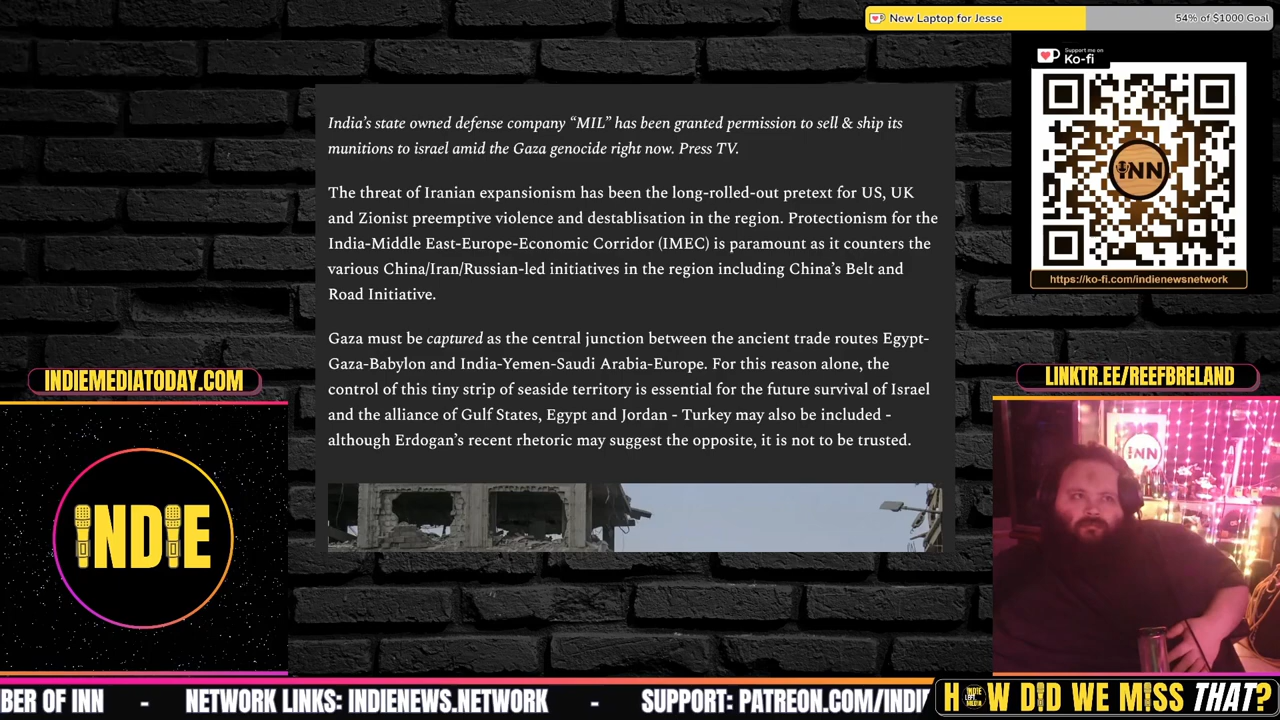 New Laptop for Jesse
54% of $1000 Goal
Support me on
Ko-fi
INN
https://ko-fi.com/indienewsnetwork
India's state owned defense company “MIL” has been granted permission to sell & ship its
munitions to israel amid the Gaza genocide right now. Press TV.
The threat of Iranian expansionism has been the long-rolled-out pretext for US, UK
and Zionist preemptive violence and destablisation in the region. Protectionism for the
India-Middle East-Europe-Economic Corridor (IMEC) is paramount as it counters the
various China/Iran/Russian-led initiatives in the region including China's Belt and
Road Initiative.
Gaza must be captured as the central junction between the ancient trade routes Egypt-
Gaza-Babylon and India-Yemen-Saudi Arabia-Europe. For this reason alone, the
control of this tiny strip of seaside territory is essential for the future survival of Israel
and the alliance of Gulf States, Egypt and Jordan - Turkey may also be included -
although Erdogan's recent rhetoric may suggest the opposite, it is not to be trusted.
INDIEMEDIATODAY.COM
INDIE
LINKTR.EE/REEFBRELAND
INN
BER OF INN - NETWORK LINKS: INDIENEWS.NETWORK - SUPPORT: PATREON.COM/INDI
HOW DID WE MISS THAT?